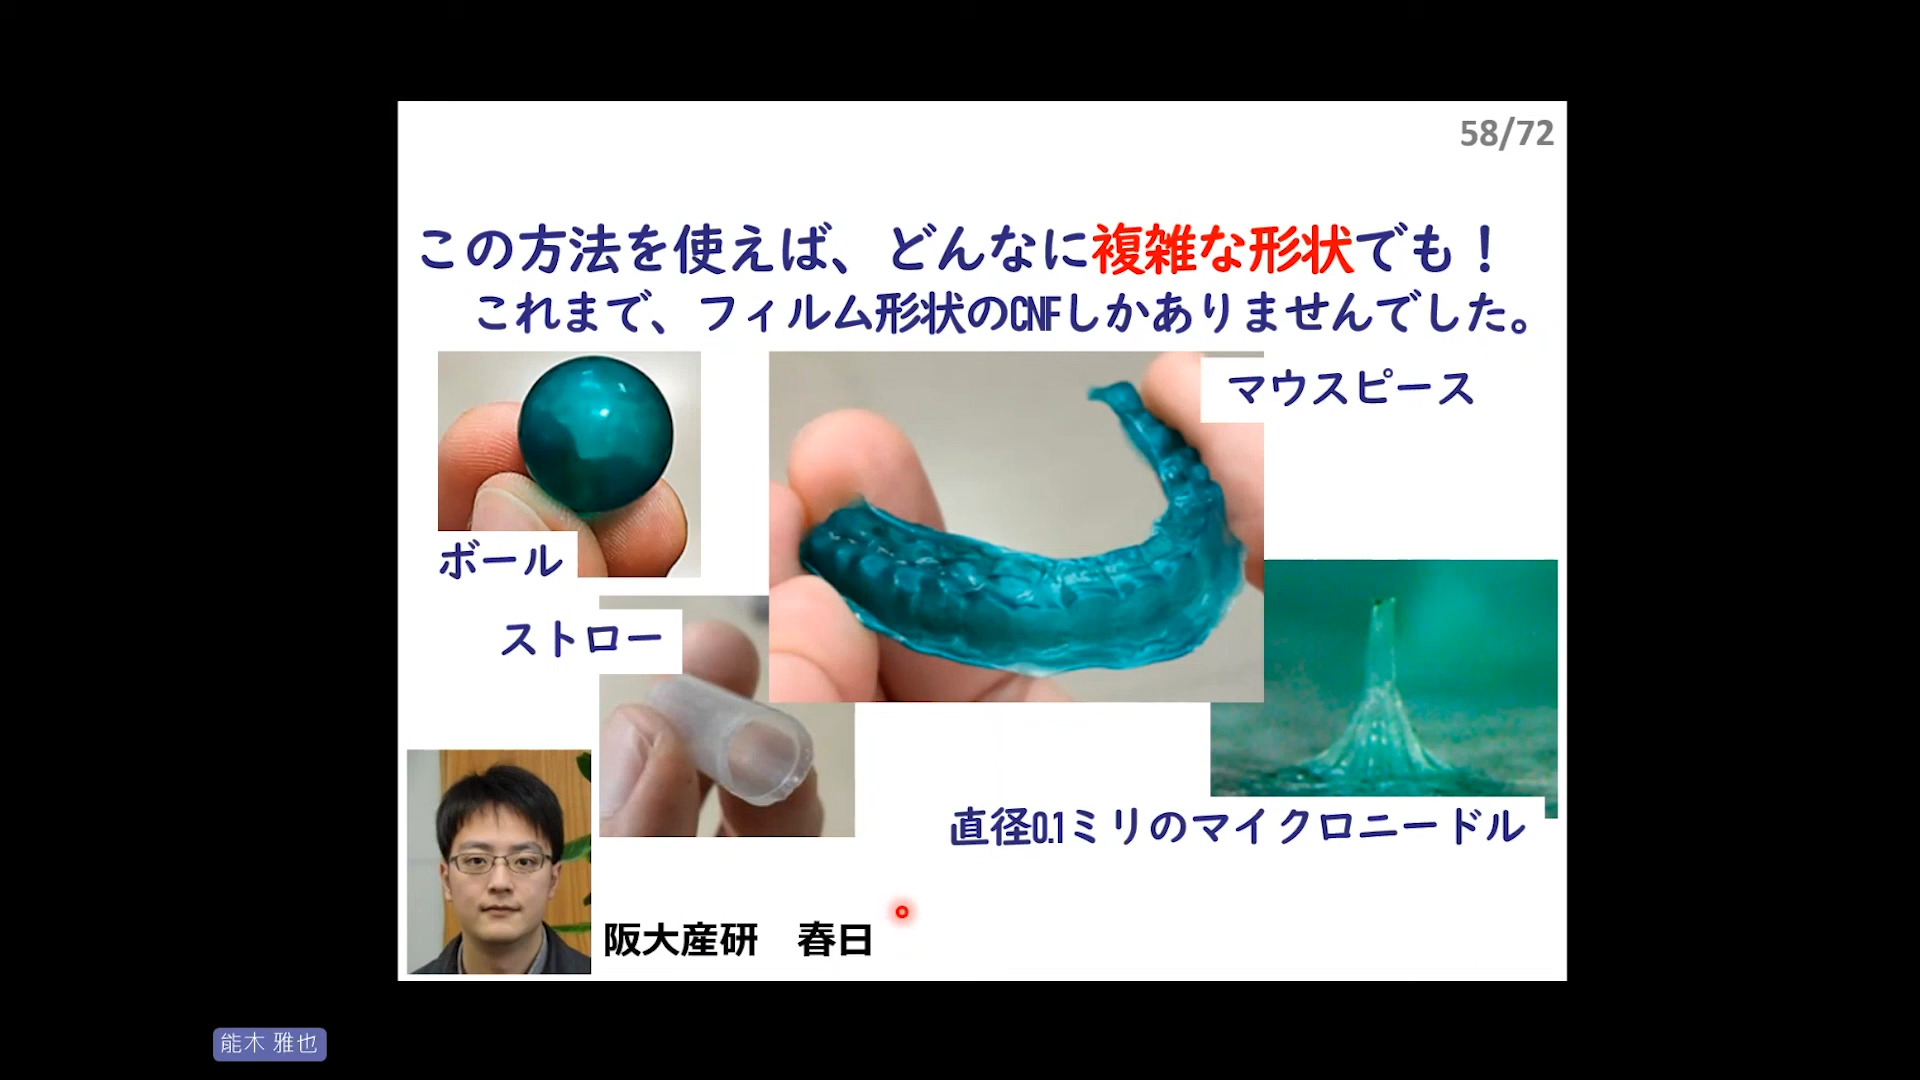 58/72
この方法を使えば、どんなに複雑な形状でも！
これまで、フィルム形状のCNFしかありませんでした。
マウスピース
ボール
ストロー
直径0.1ミリのマイクロニードル
阪大産研　春日
能木 雅也